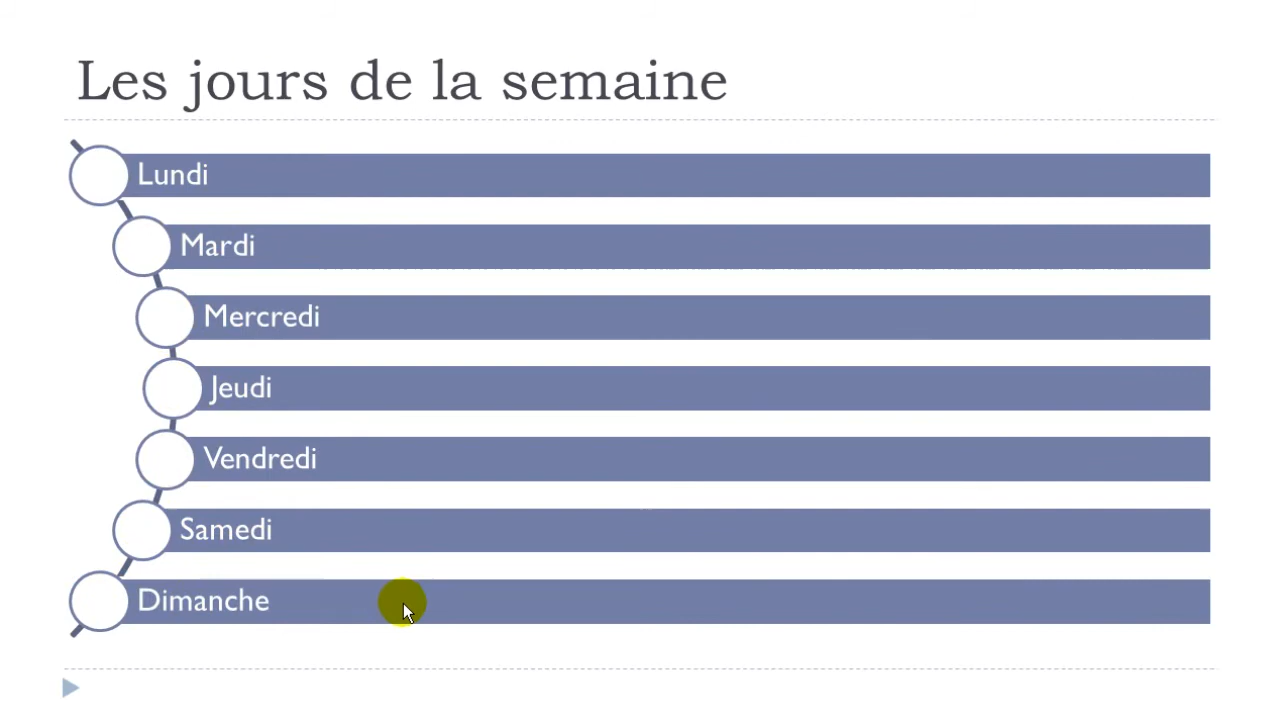 Les jours de la semaine
Lundi
Mardi
Mercredi
Jeudi
Vendredi
Samedi
Dimanche